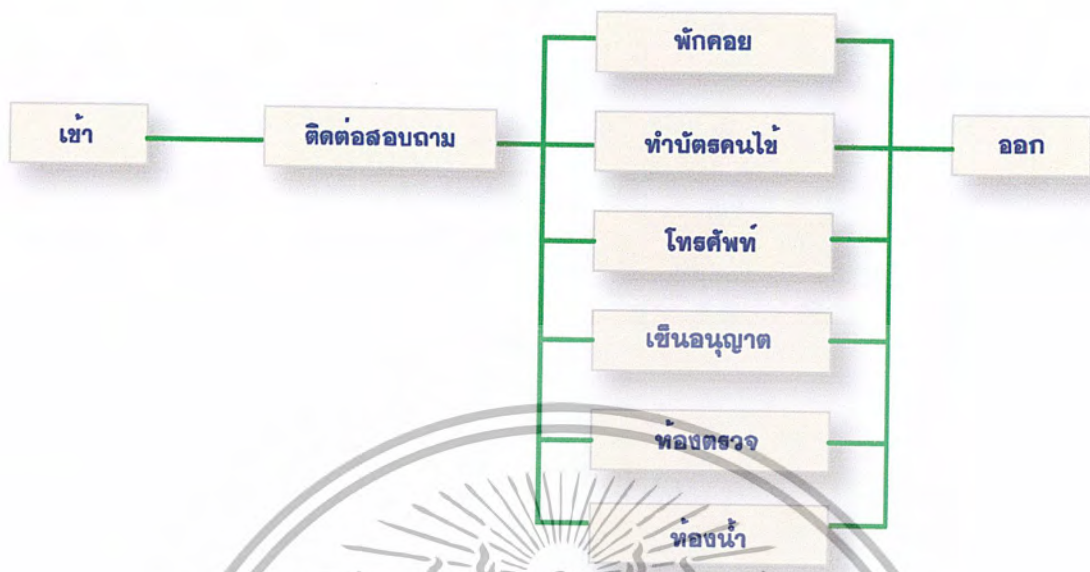 พักคอย
เข้า
ติดต่อสอบถาม
ทำบัตรคนไข้
ออก
โทรศัพท์
เซ็นอนุญาต
ห้องตรวจ
ห้องน้ำ